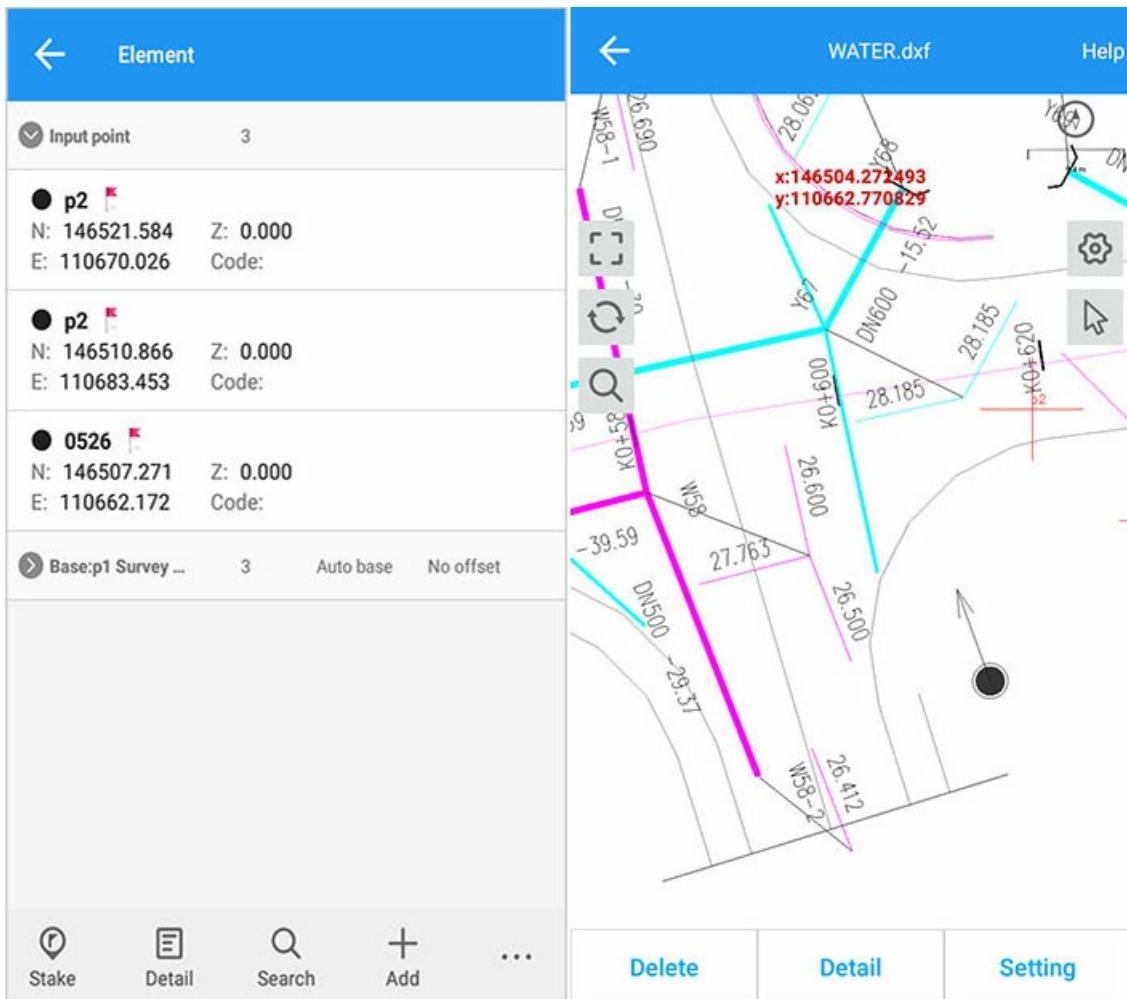 Element
Input point 3
p2
N: 146521.584 Z: 0.000
E: 110670.026 Code:
p2
N: 146510.866 Z: 0.000
E: 110683.453 Code:
0526
N: 146507.271 Z: 0.000
E: 110662.172 Code:
Base:p1 Survey ... 3 Auto base No offset
Stake
Detail
Search
Add
WATER.dxf
Help
W58-1
26.690
Y68
x:146504.272493
y:110662.770829
-15.52
Y67
DN600
28.185
28.185
K0+620
K0+600
W58
26.600
-39.59
27.763
DN500
26.500
-29.37
W58-2
26.412
Delete
Detail
Setting